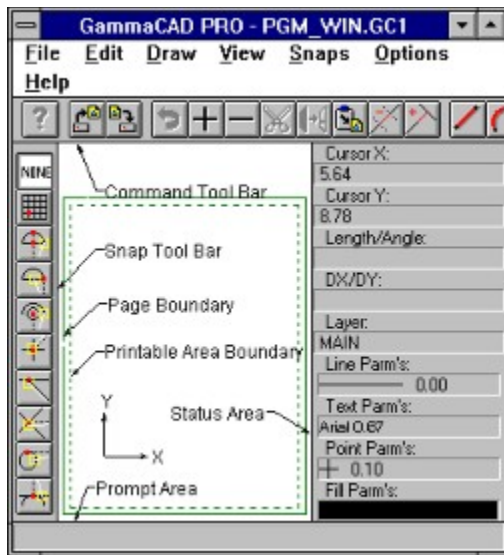 GammaCAD PRO - PGM_WIN.GC1
File Edit Draw View Snaps Options
Help
?
NONE
Command Tool Bar
Snap Tool Bar
Page Boundary
Printable Area Boundary
Y
X
Status Area
Prompt Area
Cursor X:
5.64
Cursor Y:
8.78
Length/Angle:
DX/DY:
Layer:
MAIN
Line Parm's:
0.00
Text Parm's:
Arial 0.67
Point Parm's:
0.10
Fill Parm's: